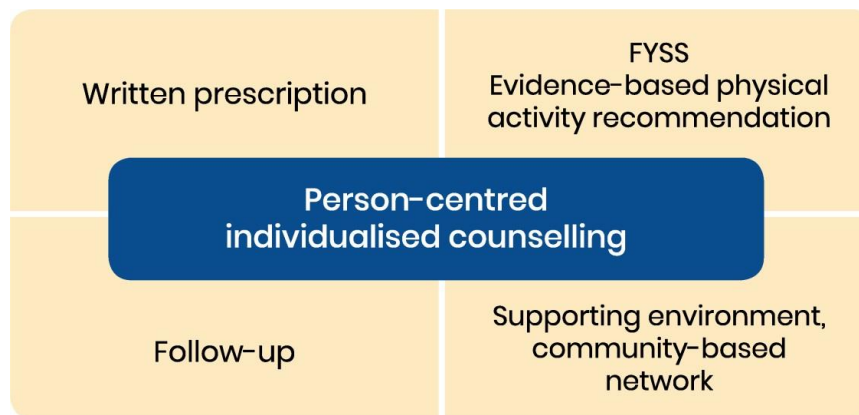 Written prescription
FYSS
Evidence-based physical
activity recommendation
Person-centred
individualised counselling
Follow-up
Supporting environment,
community-based
network